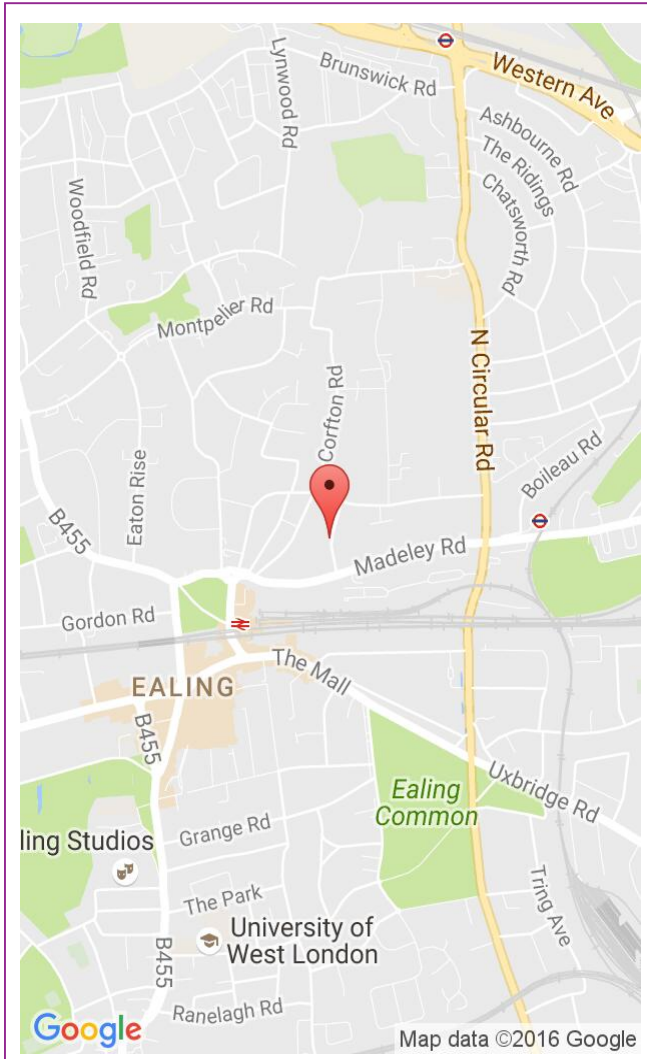 Lynwood Rd
Brunswick Rd
Western Ave
Ashbourne Rd
The Ridings
Chatsworth Rd
Woodfield Rd
Montpelier Rd
N Circular Rd
Corfton Rd
Boileau Rd
Eaton Rise
B455
Madeley Rd
Gordon Rd
The Mall
EALING
B455
Uxbridge Rd
Ealing
Common
Grange Rd
ling Studios
Tring Ave
The Park
University of
West London
B455
Ranelagh Rd
Google
Map data ©2016 Google